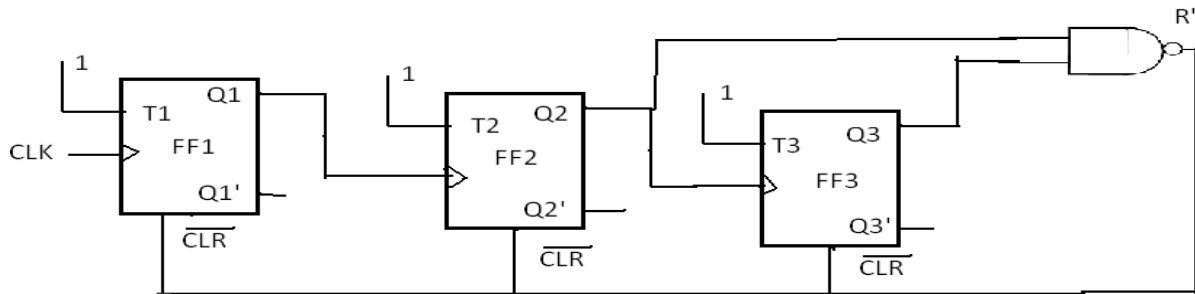 R'
1
Q1
T1
FF1
CLK
Q1'
CLR
1
T2
Q2
FF2
Q2'
CLR
1
T3
Q3
FF3
Q3'
CLR